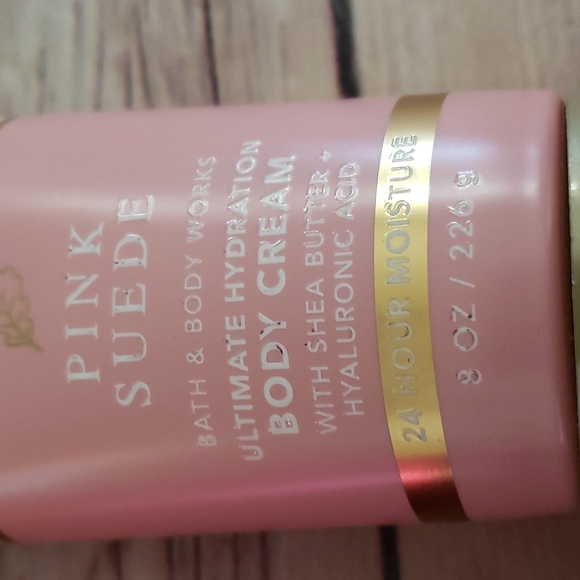 PINK
SUEDE
BATH & BODY WORKS
ULTIMATE HYDRATION
BODY CREAM
WITH SHEA BUTTER +
HYALURONIC ACID
24 HOUR MOISTURE
8 OZ / 226 g